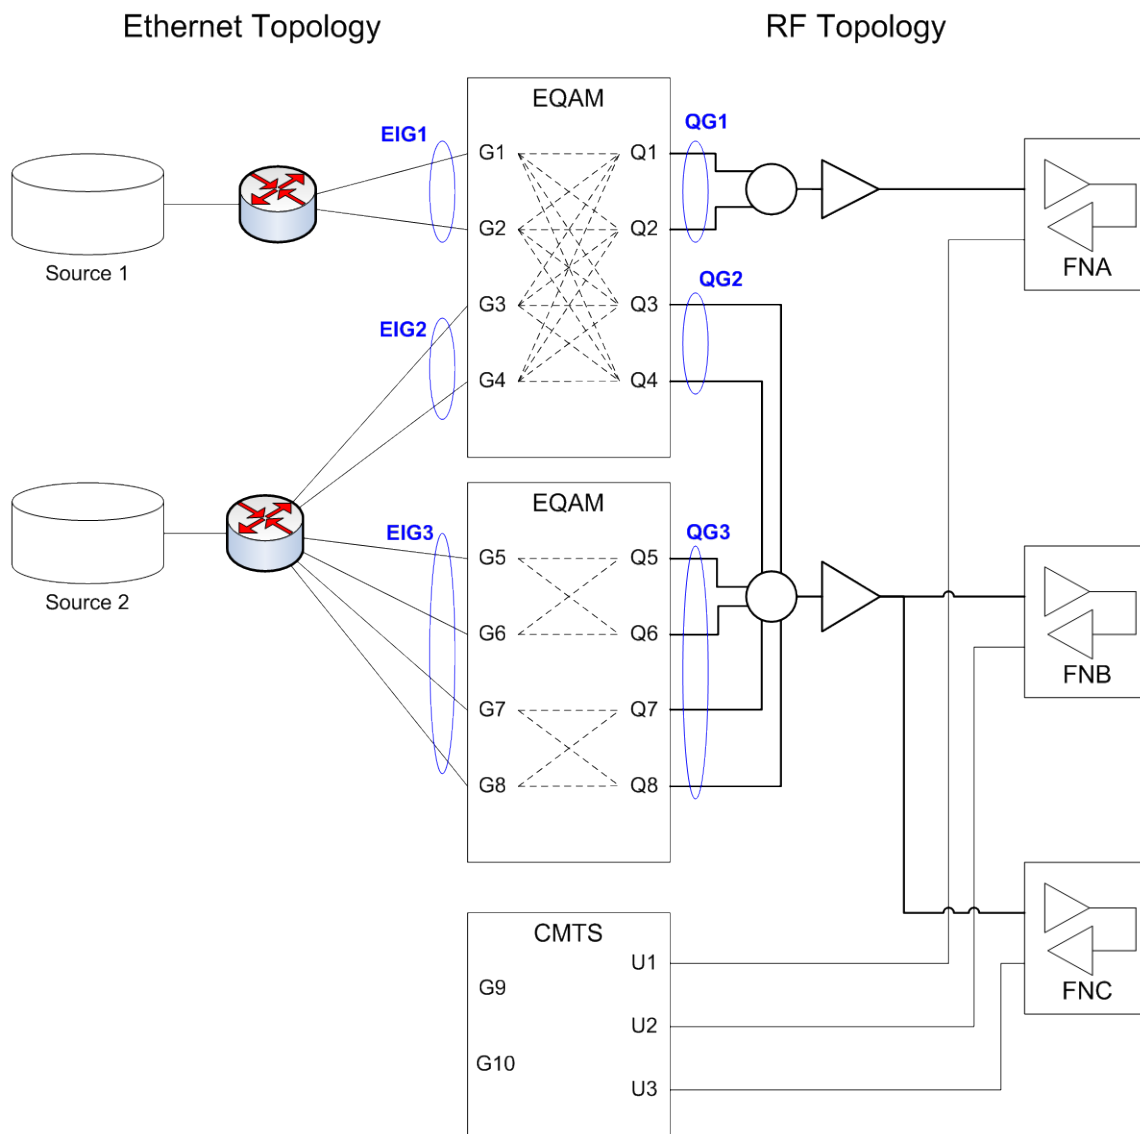 Ethernet Topology
RF Topology
EQAM
EIG1
QG1
G1
Q1
G2
Q2
Source 1
FNA
EIG2
QG2
G3
Q3
G4
Q4
EQAM
EIG3
QG3
G5
Q5
Source 2
G6
Q6
FNB
G7
Q7
G8
Q8
CMTS
U1
G9
FNC
U2
G10
U3